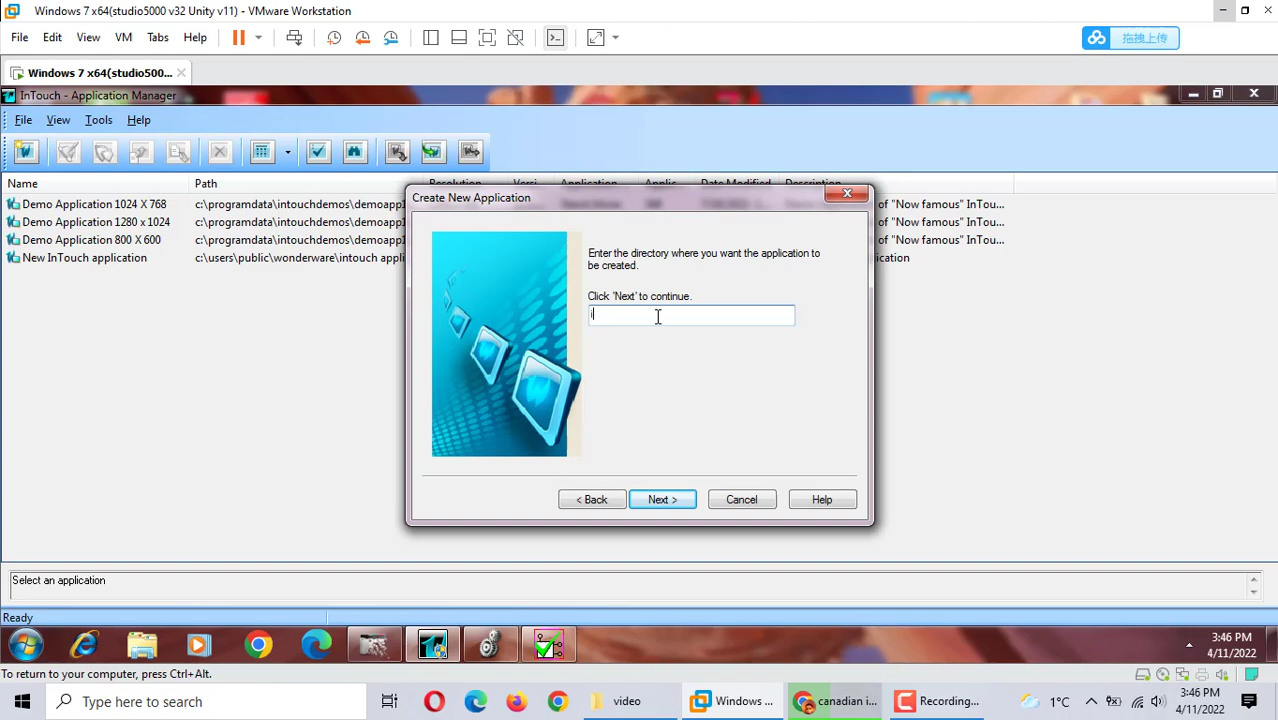 Windows 7 x64(studio5000 v32 Unity v11) - VMware Workstation
File Edit View VM Tabs Help
拖拽上传
Windows 7 x64(studio500...
InTouch - Application Manager
File View Tools Help
Name Path
Demo Application 1024 X 768 c:\programdata\intouchdemos\demoapp1 of "Now famous" InTou...
Demo Application 1280 x 1024 c:\programdata\intouchdemos\demoapp1 of "Now famous" InTou...
Demo Application 800 X 600 c:\programdata\intouchdemos\demoapp1 of "Now famous" InTou...
New InTouch application c:\users\public\wonderware\intouch appli
Create New Application
Enter the directory where you want the application to
be created.
Click 'Next' to continue.
i
< Back Next > Cancel Help
Select an application
Ready
3:46 PM
4/11/2022
To return to your computer, press Ctrl+Alt.
Type here to search video Windows ... canadian i... Recording... 1°C 3:46 PM
4/11/2022